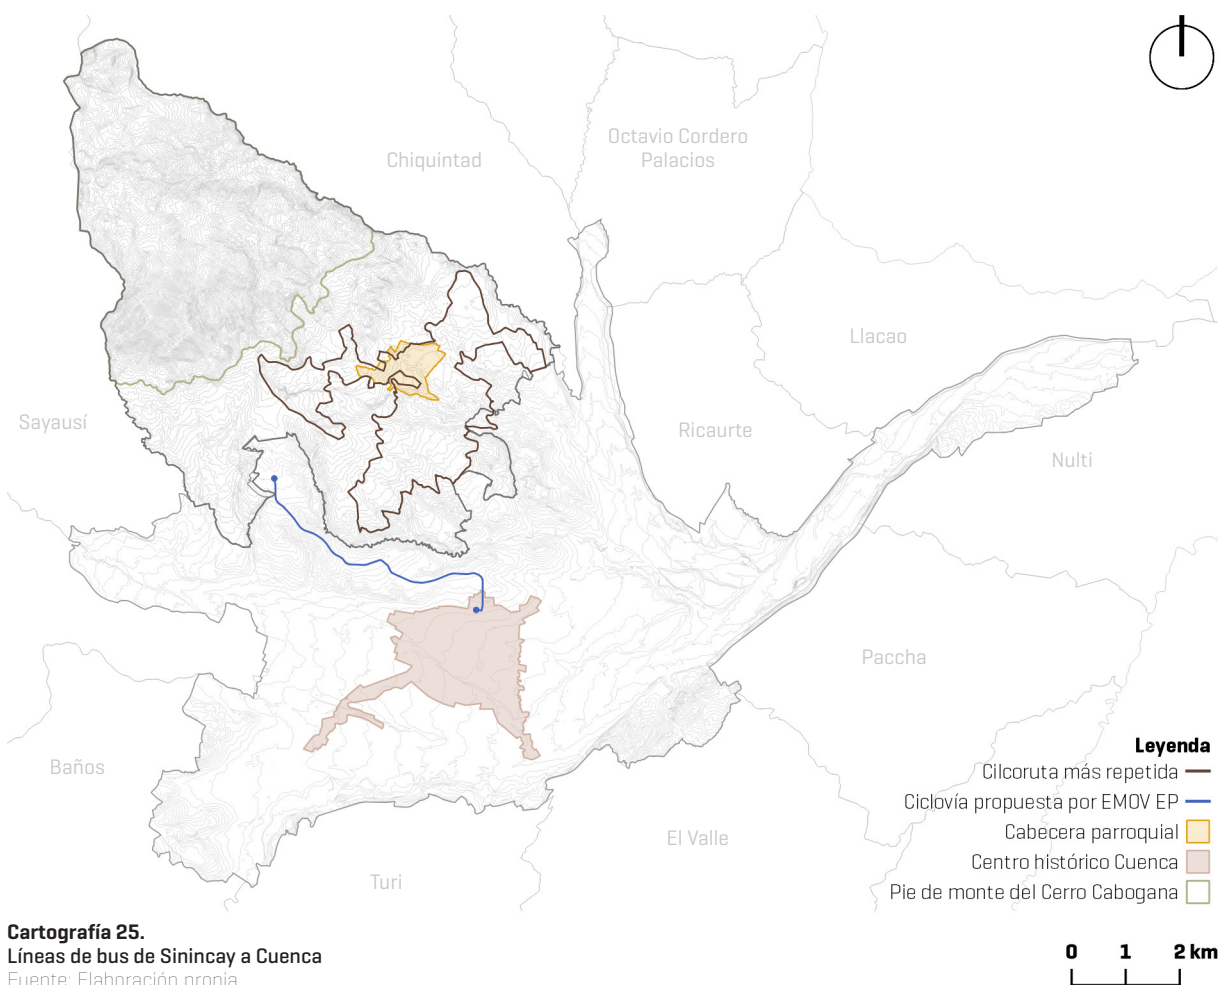 Chiquintad
Octavio Cordero
Palacios
Llacao
Sayausí
Ricaurte
Nulti
Paccha
Baños
El Valle
Turi
Leyenda
Cilcoruta más repetida
Ciclovía propuesta por EMOV EP
Cabecera parroquial
Centro histórico Cuenca
Pie de monte del Cerro Cabogana
Cartografía 25.
Líneas de bus de Sinincay a Cuenca
Fuente: Elaboración propia
0 1 2 km